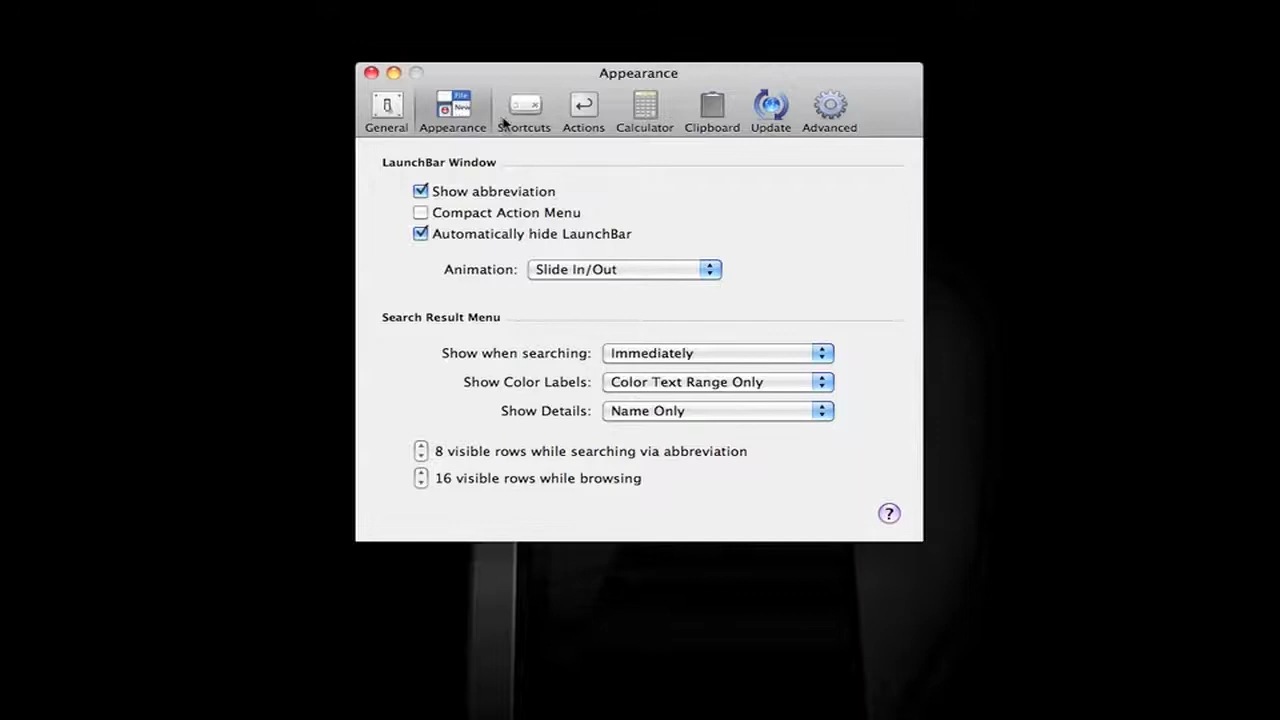 Appearance
File
New
General Appearance Shortcuts Actions Calculator Clipboard Update Advanced
LaunchBar Window
Show abbreviation
Compact Action Menu
Automatically hide LaunchBar
Animation: Slide In/Out
Search Result Menu
Show when searching: Immediately
Show Color Labels: Color Text Range Only
Show Details: Name Only
8 visible rows while searching via abbreviation
16 visible rows while browsing
?